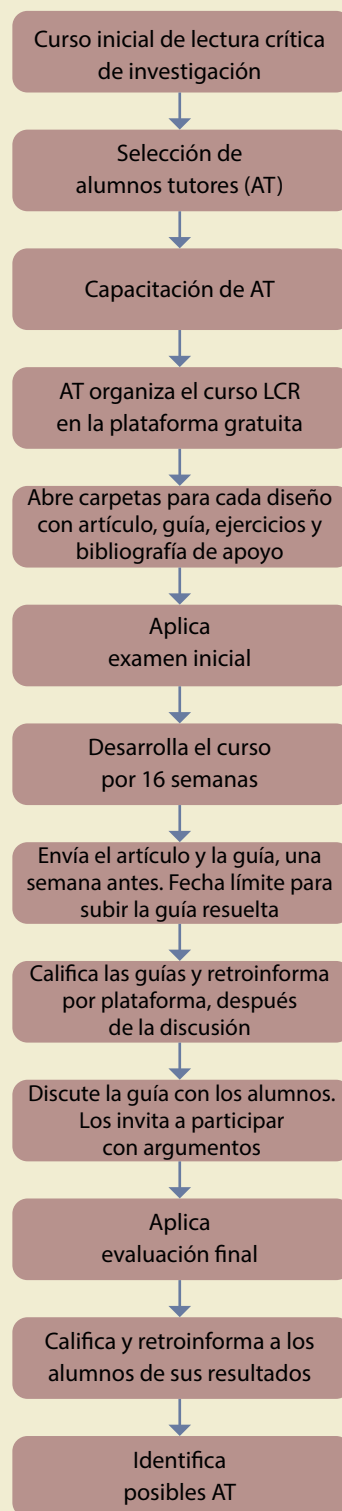 Curso inicial de lectura crítica
de investigación
Selección de
alumnos tutores (AT)
Capacitación de AT
AT organiza el curso LCR
en la plataforma gratuita
Abre carpetas para cada diseño
con artículo, guía, ejercicios y
bibliografía de apoyo
Aplica
examen inicial
Desarrolla el curso
por 16 semanas
Envía el artículo y la guía, una
semana antes. Fecha límite para
subir la guía resuelta
Califica las guías y retroinforma
por plataforma, después
de la discusión
Discute la guía con los alumnos.
Los invita a participar
con argumentos
Aplica
evaluación final
Califica y retroinforma a los
alumnos de sus resultados
Identifica
posibles AT